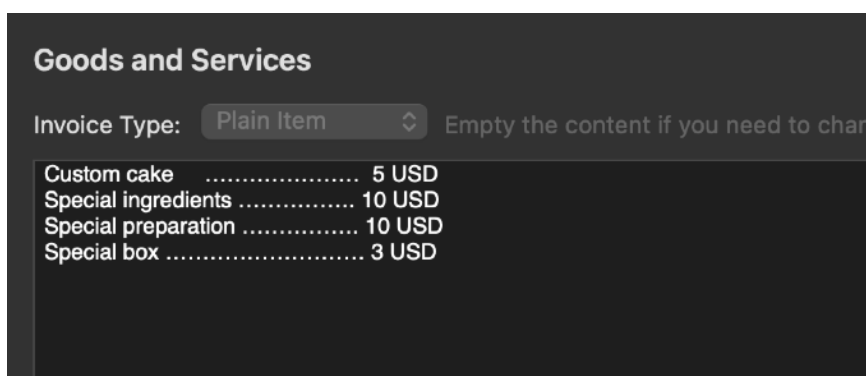 Goods and Services
Invoice Type: Plain Item Empty the content if you need to
Custom cake ..................... 5 USD
Special ingredients ................ 10 USD
Special preparation ................ 10 USD
Special box ........................... 3 USD